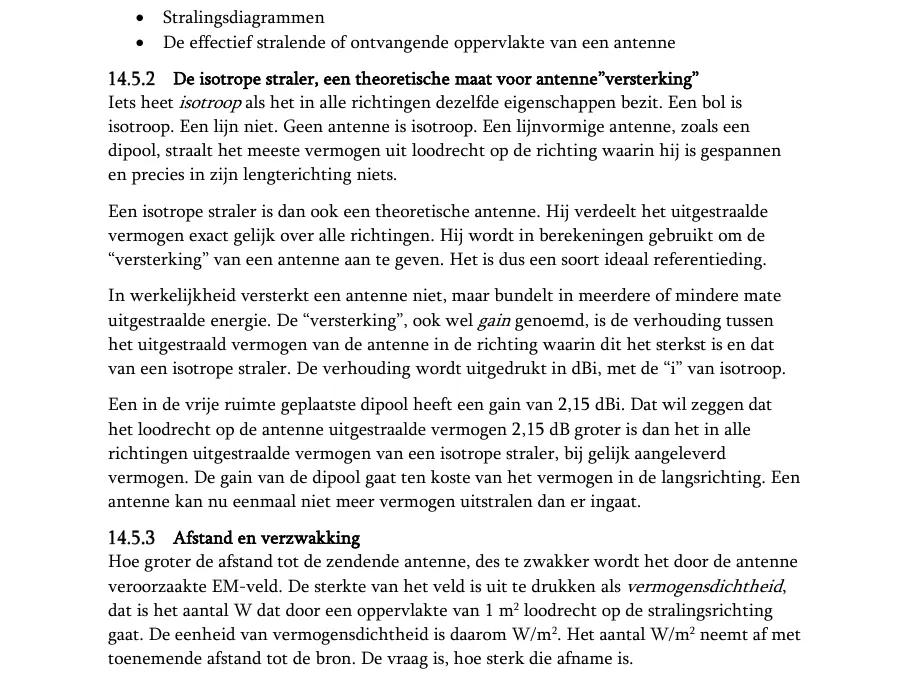 • Stralingsdiagrammen
• De effectief stralende of ontvangende oppervlakte van een antenne
14.5.2 De isotrope straler, een theoretische maat voor antenne”versterking”
Iets heet isotroop als het in alle richtingen dezelfde eigenschappen bezit. Een bol is
isotroop. Een lijn niet. Geen antenne is isotroop. Een lijnvormige antenne, zoals een
dipool, straalt het meeste vermogen uit loodrecht op de richting waarin hij is gespannen
en precies in zijn lengterichting niets.
Een isotrope straler is dan ook een theoretische antenne. Hij verdeelt het uitgestraalde
vermogen exact gelijk over alle richtingen. Hij wordt in berekeningen gebruikt om de
“versterking” van een antenne aan te geven. Het is dus een soort ideaal referentieding.
In werkelijkheid versterkt een antenne niet, maar bundelt in meerdere of mindere mate
uitgestraalde energie. De “versterking”, ook wel gain genoemd, is de verhouding tussen
het uitgestraald vermogen van de antenne in de richting waarin dit het sterkst is en dat
van een isotrope straler. De verhouding wordt uitgedrukt in dBi, met de “i” van isotroop.
Een in de vrije ruimte geplaatste dipool heeft een gain van 2,15 dBi. Dat wil zeggen dat
het loodrecht op de antenne uitgestraalde vermogen 2,15 dB groter is dan het in alle
richtingen uitgestraalde vermogen van een isotrope straler, bij gelijk aangeleverd
vermogen. De gain van de dipool gaat ten koste van het vermogen in de langsrichting. Een
antenne kan nu eenmaal niet meer vermogen uitstralen dan er ingaat.
14.5.3 Afstand en verzwakking
Hoe groter de afstand tot de zendende antenne, des te zwakker wordt het door de antenne
veroorzaakte EM-veld. De sterkte van het veld is uit te drukken als vermogensdichtheid,
dat is het aantal W dat door een oppervlakte van 1 m² loodrecht op de stralingsrichting
gaat. De eenheid van vermogensdichtheid is daarom W/m². Het aantal W/m² neemt af met
toenemende afstand tot de bron. De vraag is, hoe sterk die afname is.